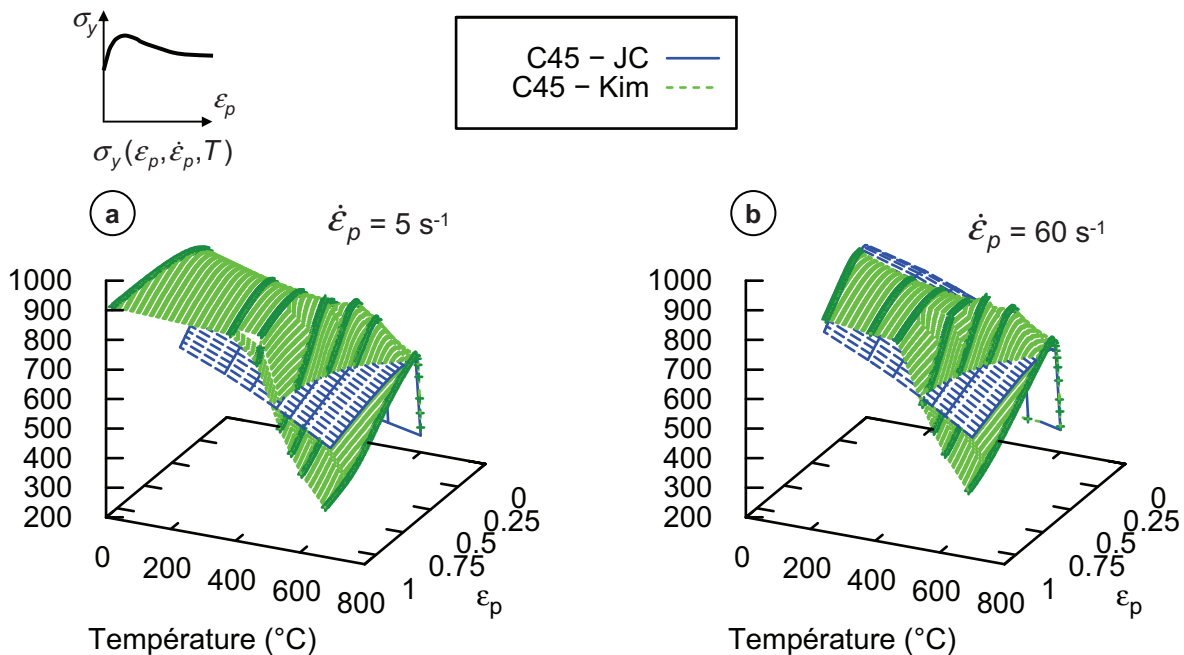 σy
εp
σy(εp,ε̇p,T)
C45 − JC
C45 − Kim
a
ε̇p = 5 s-1
1000
900
800
700
600
500
400
300
200
0
200
400
600
800
0
0.25
0.5
0.75
1
εp
Température (°C)
b
ε̇p = 60 s-1
1000
900
800
700
600
500
400
300
200
0
200
400
600
800
0
0.25
0.5
0.75
1
εp
Température (°C)